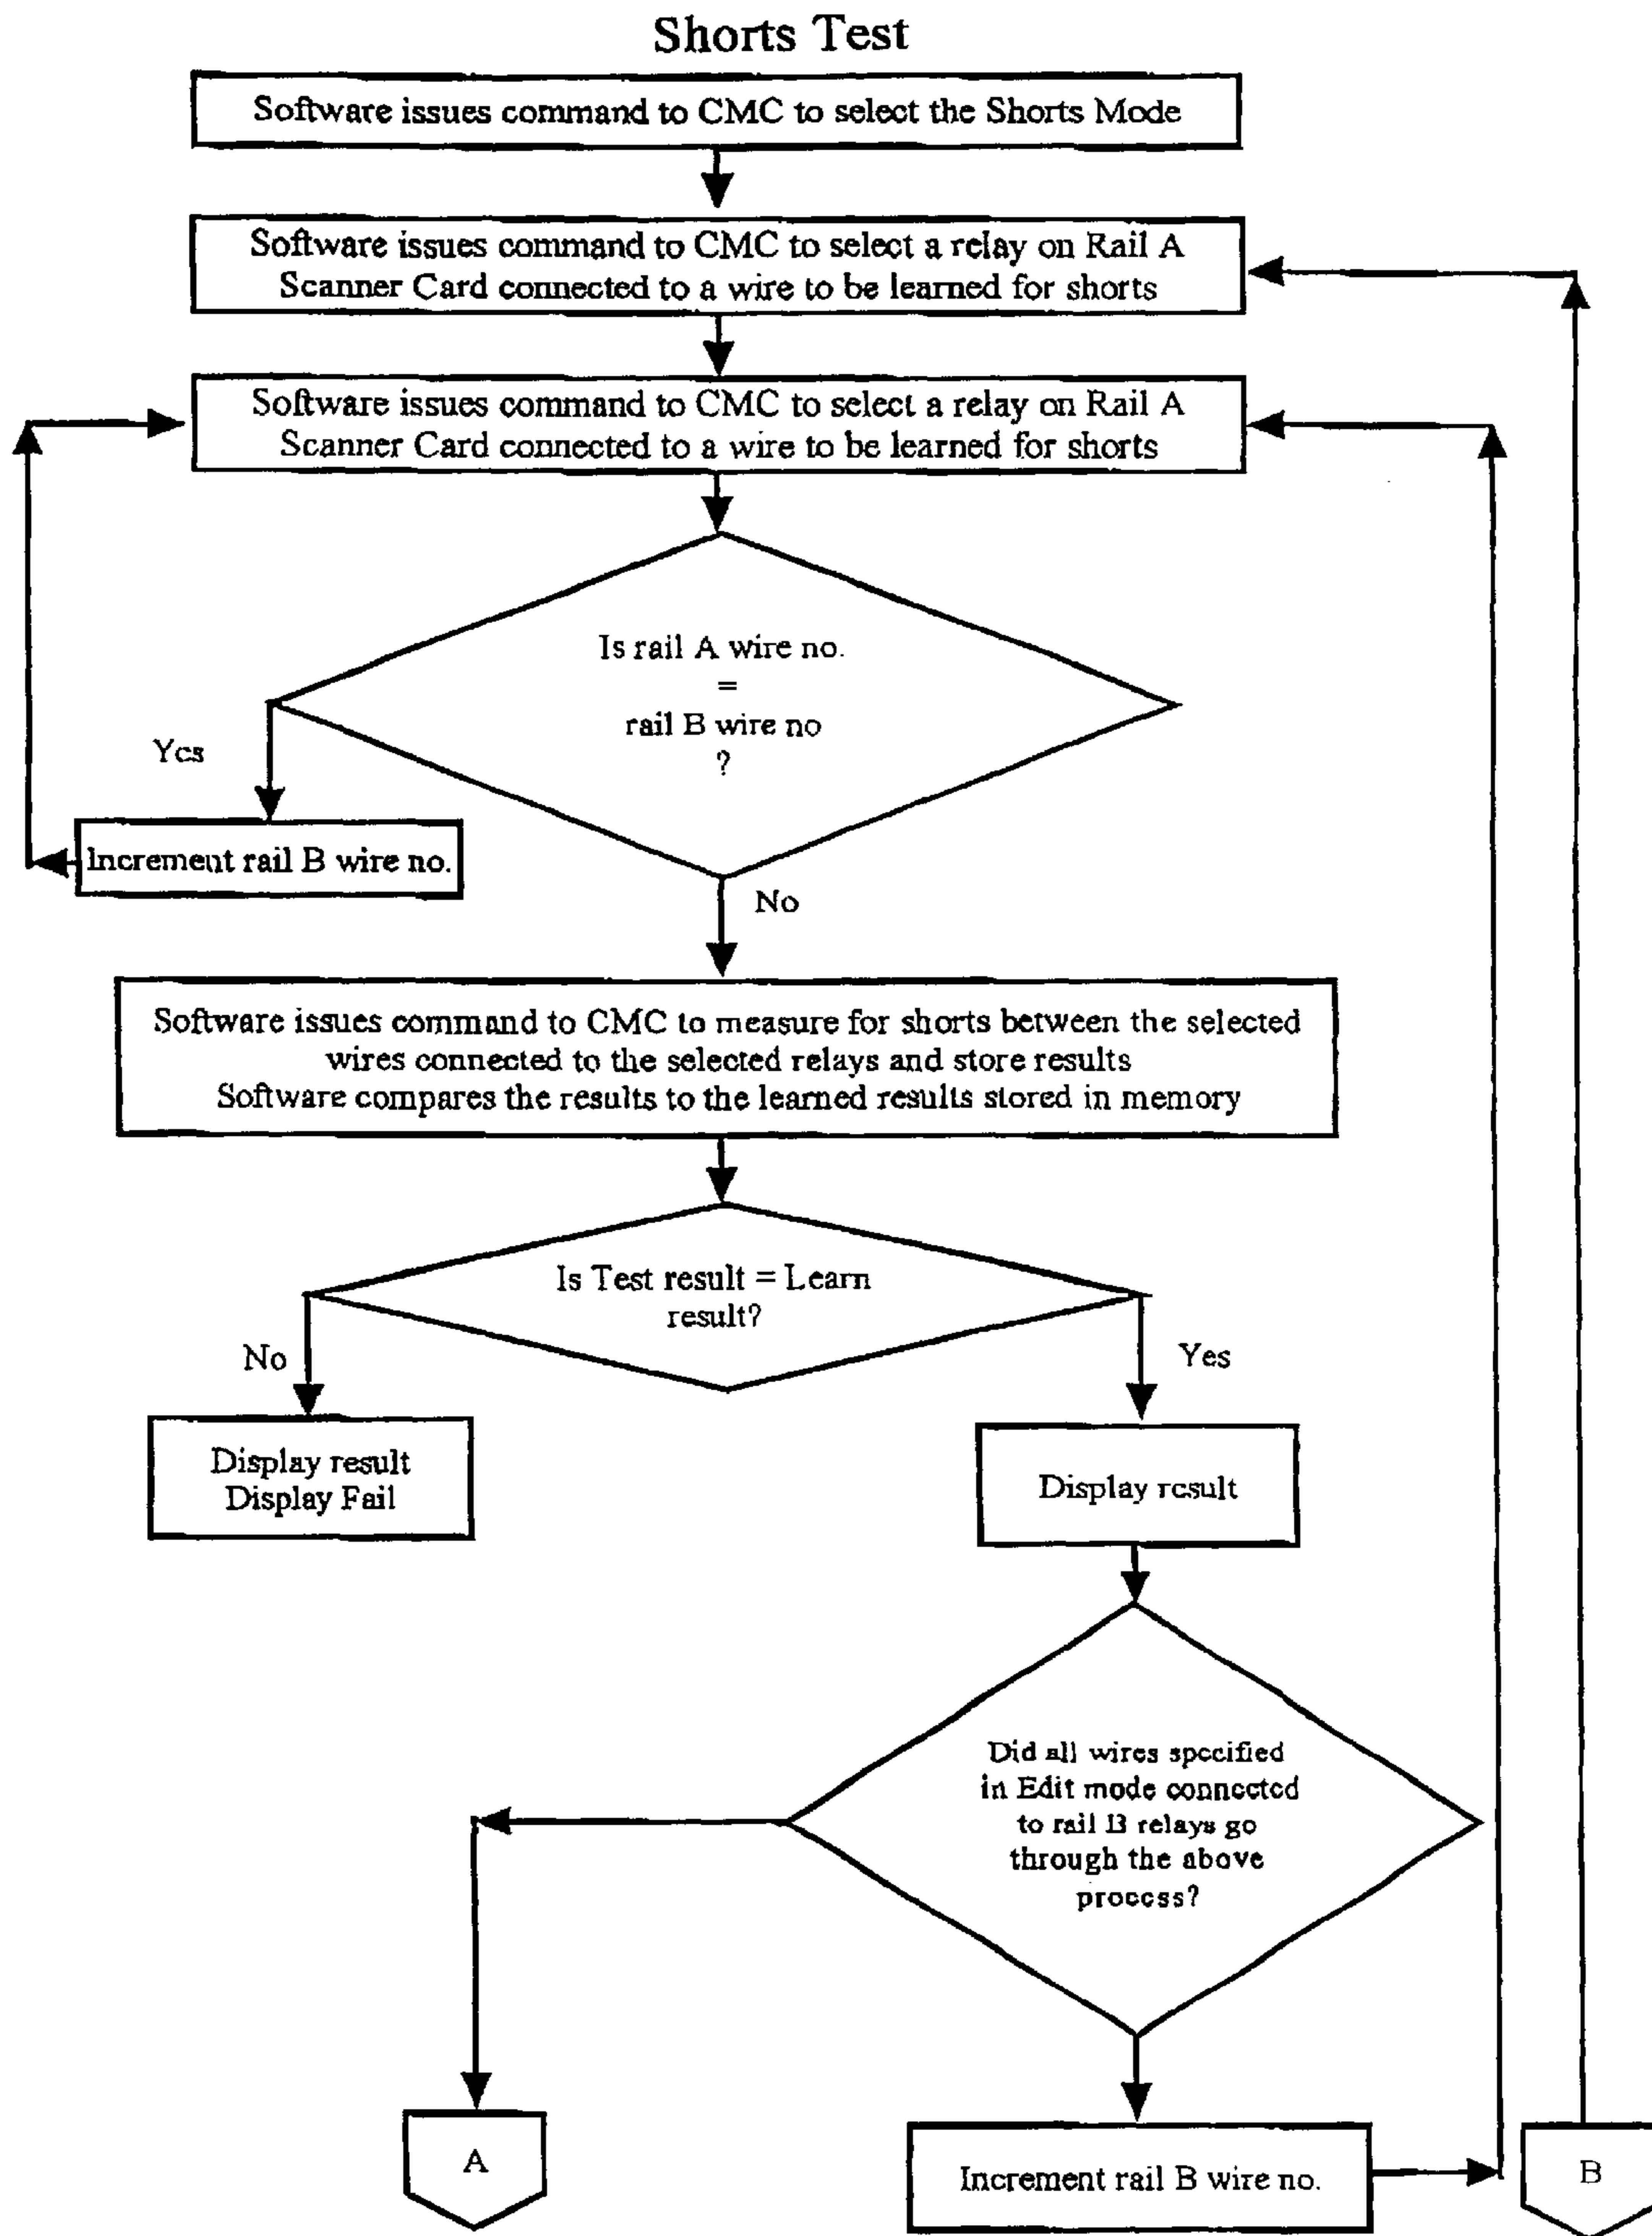 Shorts Test
Software issues command to CMC to select the Shorts Mode
Software issues command to CMC to select a relay on Rail A
Scanner Card connected to a wire to be learned for shorts
Software issues command to CMC to select a relay on Rail A
Scanner Card connected to a wire to be learned for shorts
Is rail A wire no.
=
rail B wire no
?
Yes
Increment rail B wire no.
No
Software issues command to CMC to measure for shorts between the selected
wires connected to the selected relays and store results
Software compares the results to the learned results stored in memory
Is Test result = Learn
result?
No
Yes
Display result
Display Fail
Display result
Did all wires specified
in Edit mode connected
to rail B relays go
through the above
process?
A
Increment rail B wire no.
B